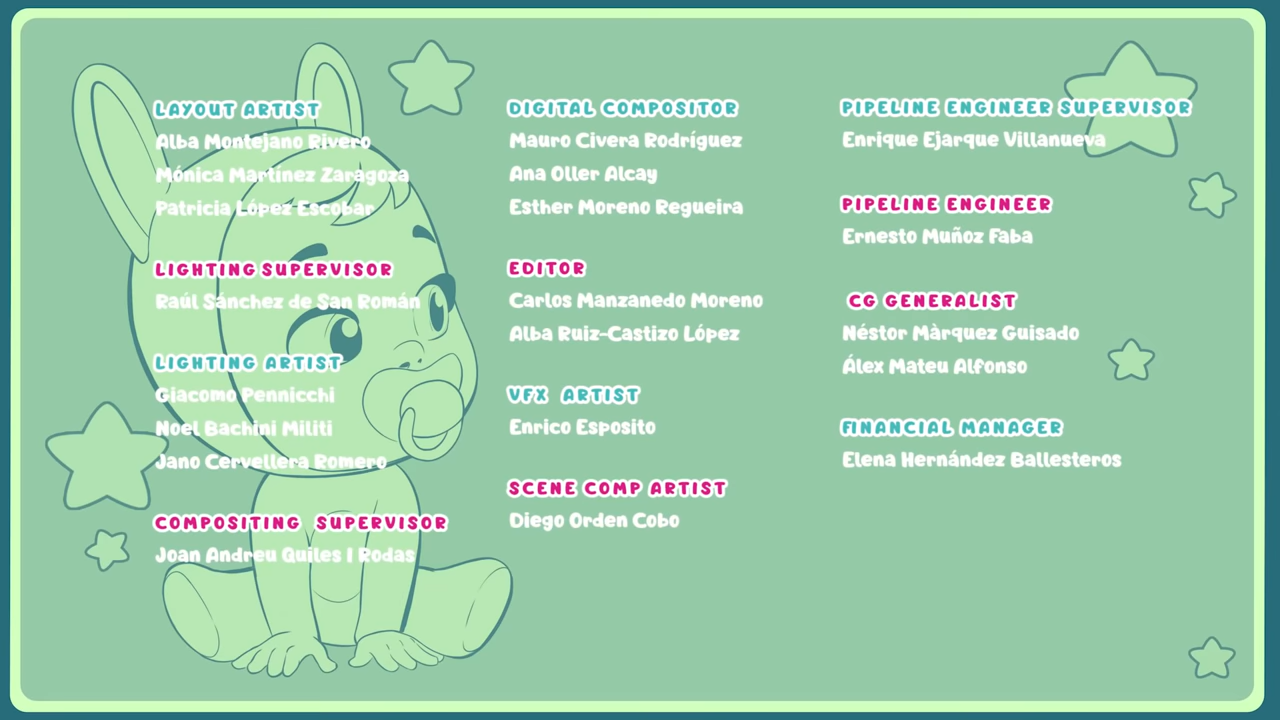 LAYOUT ARTIST
Alba Montejano Rivero
Mónica Martínez Zaragoza
Patricia López Escobar
LIGHTING SUPERVISOR
Raúl Sánchez de San Román
LIGHTING ARTIST
Giacomo Pennicchi
Noel Bachini Militi
Jano Cervellera Romero
COMPOSITING SUPERVISOR
Joan Andreu Quiles I Rodas
DIGITAL COMPOSITOR
Mauro Civera Rodríguez
Ana Oller Alcay
Esther Moreno Regueira
EDITOR
Carlos Manzanedo Moreno
Alba Ruiz-Castizo López
VFX ARTIST
Enrico Esposito
SCENE COMP ARTIST
Diego Orden Cobo
PIPELINE ENGINEER SUPERVISOR
Enrique Ejarque Villanueva
PIPELINE ENGINEER
Ernesto Muñoz Faba
CG GENERALIST
Néstor Màrquez Guisado
Álex Mateu Alfonso
FINANCIAL MANAGER
Elena Hernández Ballesteros